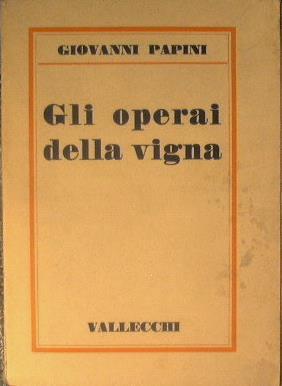 GIOVANNI PAPINI
Gli operai
della vigna
VALLECCHI